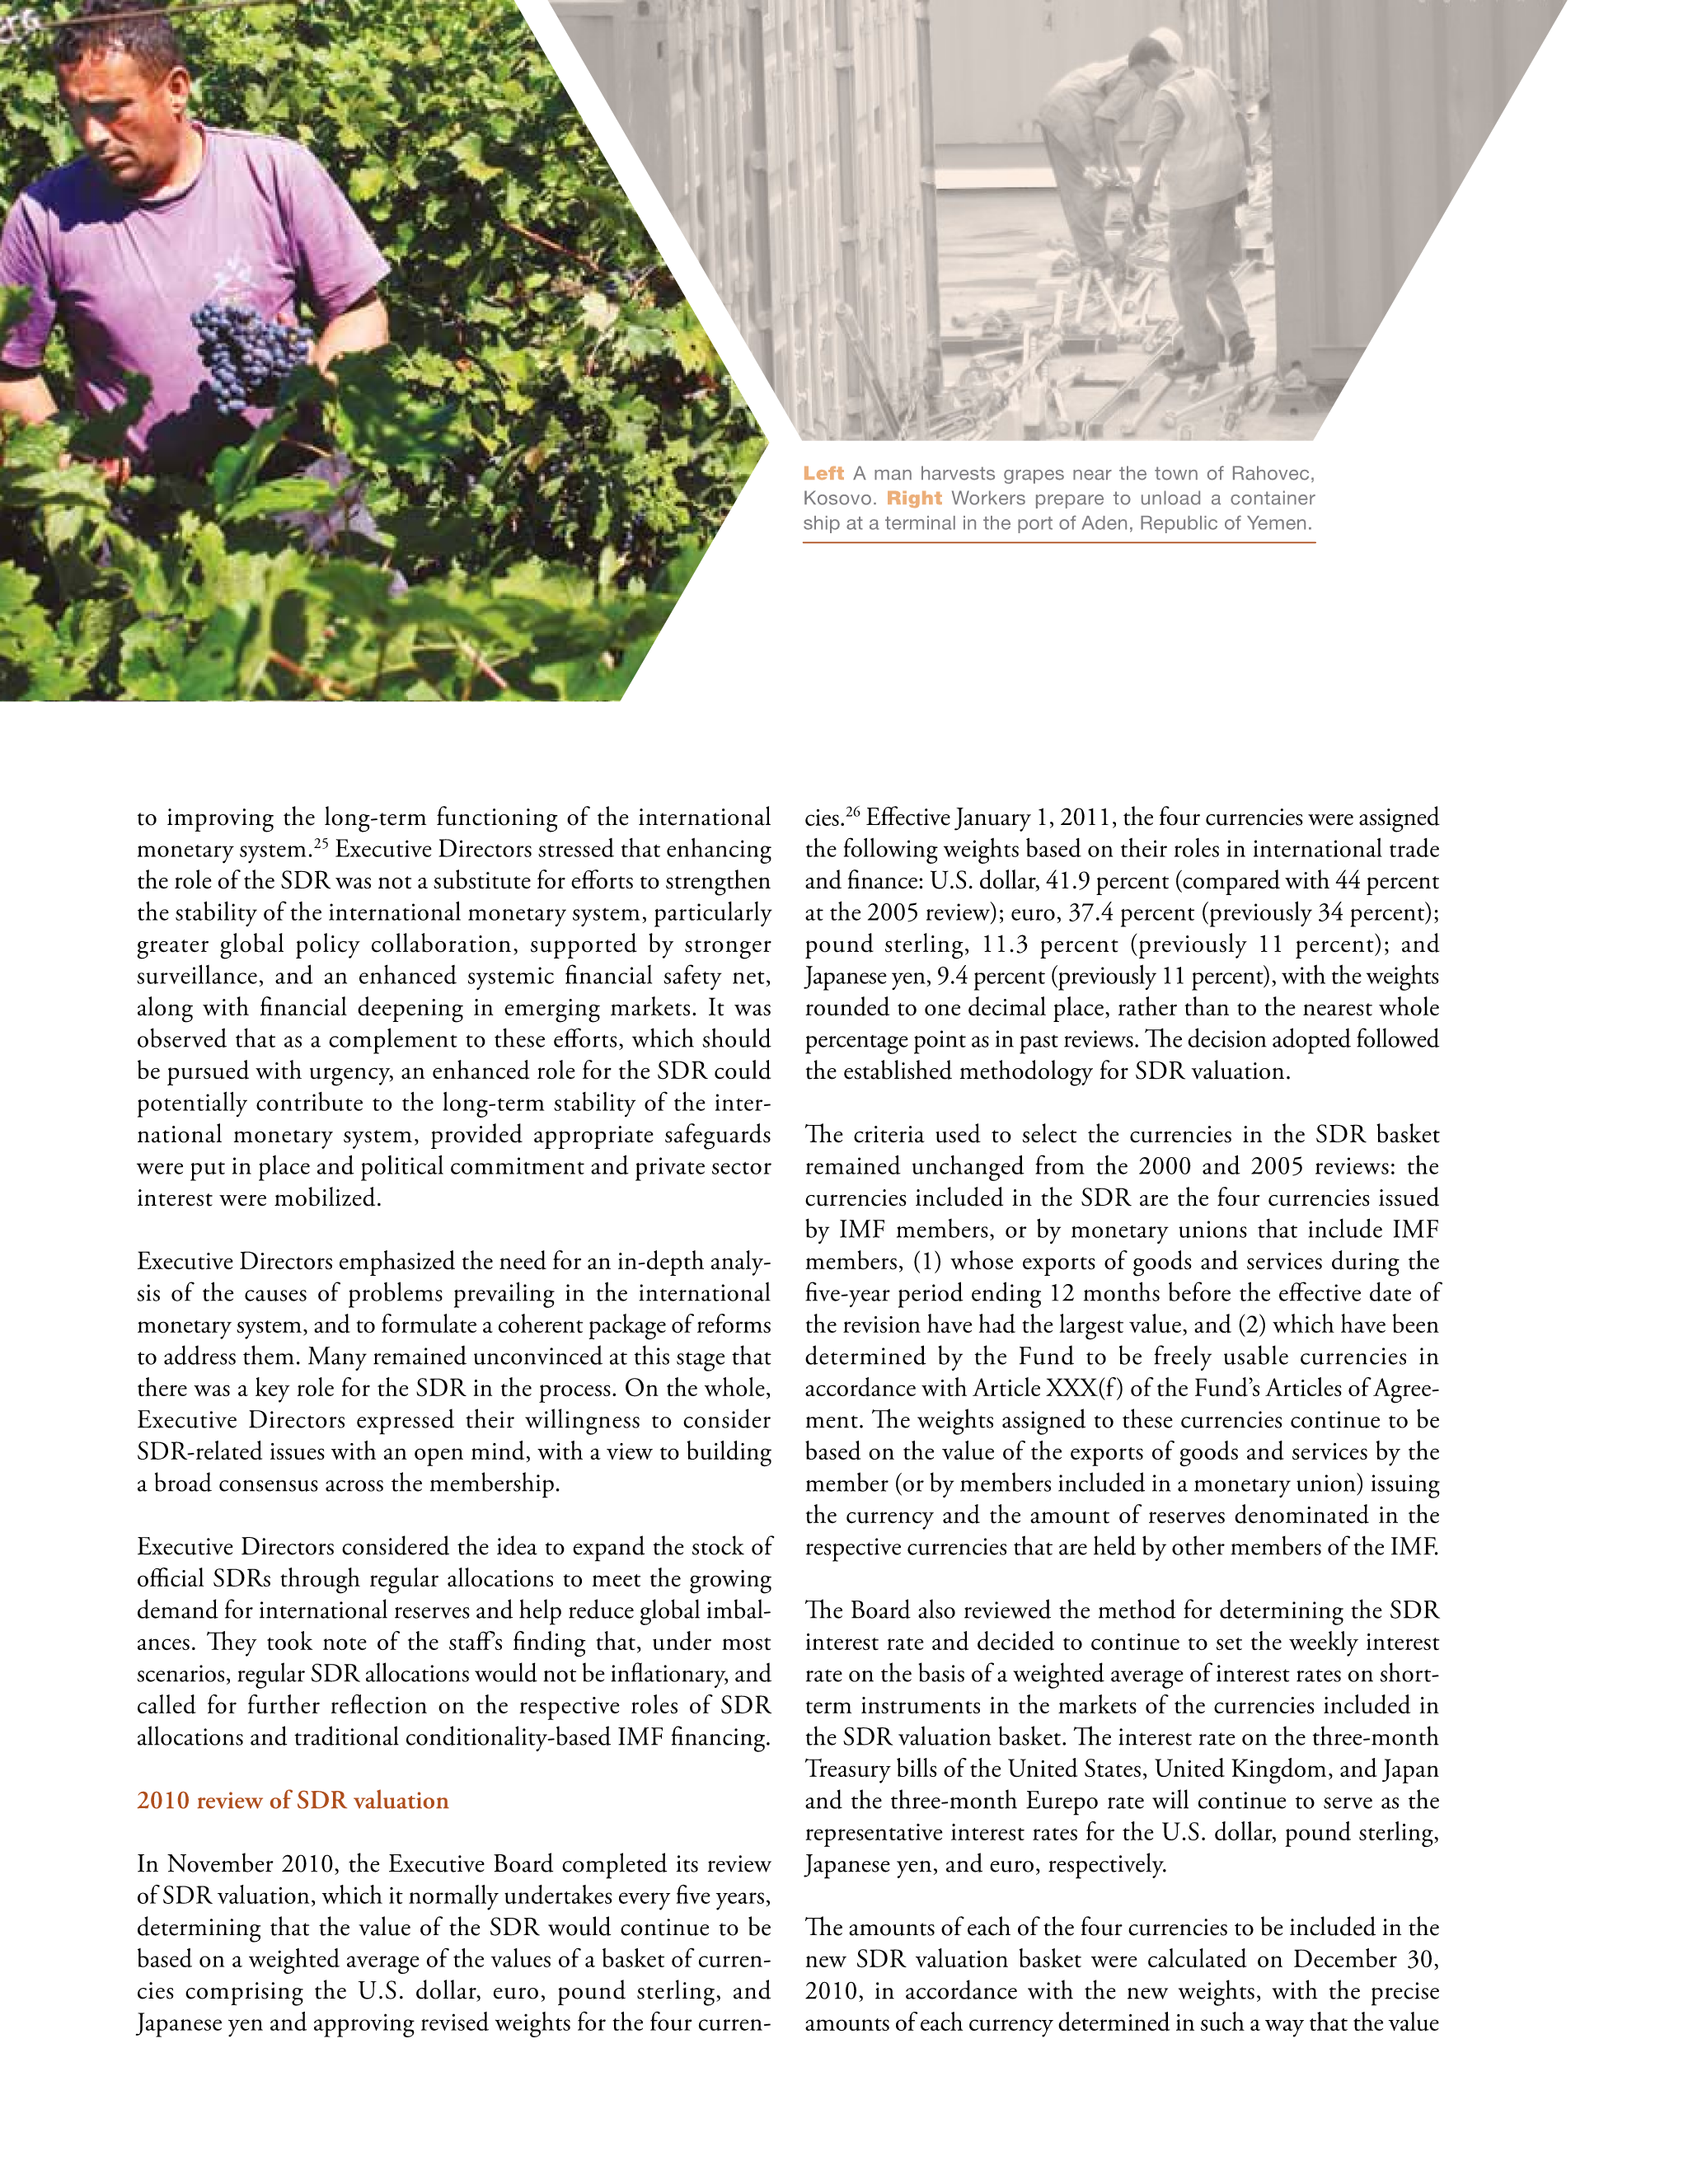 Left A man harvests grapes near the town of Rahovec,
Kosovo. Right Workers prepare to unload a container
ship at a terminal in the port of Aden, Republic of Yemen.
to improving the long-term functioning of the international
monetary system.25 Executive Directors stressed that enhancing
the role of the SDR was not a substitute for efforts to strengthen
the stability of the international monetary system, particularly
greater global policy collaboration, supported by stronger
surveillance, and an enhanced systemic financial safety net,
along with financial deepening in emerging markets. It was
observed that as a complement to these efforts, which should
be pursued with urgency, an enhanced role for the SDR could
potentially contribute to the long-term stability of the inter-
national monetary system, provided appropriate safeguards
were put in place and political commitment and private sector
interest were mobilized.
Executive Directors emphasized the need for an in-depth analy-
sis of the causes of problems prevailing in the international
monetary system, and to formulate a coherent package of reforms
to address them. Many remained unconvinced at this stage that
there was a key role for the SDR in the process. On the whole,
Executive Directors expressed their willingness to consider
SDR-related issues with an open mind, with a view to building
a broad consensus across the membership.
Executive Directors considered the idea to expand the stock of
official SDRs through regular allocations to meet the growing
demand for international reserves and help reduce global imbal-
ances. They took note of the staff's finding that, under most
scenarios, regular SDR allocations would not be inflationary, and
called for further reflection on the respective roles of SDR
allocations and traditional conditionality-based IMF financing.
2010 review of SDR valuation
In November 2010, the Executive Board completed its review
of SDR valuation, which it normally undertakes every five years,
determining that the value of the SDR would continue to be
based on a weighted average of the values of a basket of curren-
cies comprising the U.S. dollar, euro, pound sterling, and
Japanese yen and approving revised weights for the four curren-
cies.26 Effective January 1, 2011, the four currencies were assigned
the following weights based on their roles in international trade
and finance: U.S. dollar, 41.9 percent (compared with 44 percent
at the 2005 review); euro, 37.4 percent (previously 34 percent);
pound sterling, 11.3 percent (previously 11 percent); and
Japanese yen, 9.4 percent (previously 11 percent), with the weights
rounded to one decimal place, rather than to the nearest whole
percentage point as in past reviews. The decision adopted followed
the established methodology for SDR valuation.
The criteria used to select the currencies in the SDR basket
remained unchanged from the 2000 and 2005 reviews: the
currencies included in the SDR are the four currencies issued
by IMF members, or by monetary unions that include IMF
members, (1) whose exports of goods and services during the
five-year period ending 12 months before the effective date of
the revision have had the largest value, and (2) which have been
determined by the Fund to be freely usable currencies in
accordance with Article XXX(f) of the Fund's Articles of Agree-
ment. The weights assigned to these currencies continue to be
based on the value of the exports of goods and services by the
member (or by members included in a monetary union) issuing
the currency and the amount of reserves denominated in the
respective currencies that are held by other members of the IMF.
The Board also reviewed the method for determining the SDR
interest rate and decided to continue to set the weekly interest
rate on the basis of a weighted average of interest rates on short-
term instruments in the markets of the currencies included in
the SDR valuation basket. The interest rate on the three-month
Treasury bills of the United States, United Kingdom, and Japan
and the three-month Eurepo rate will continue to serve as the
representative interest rates for the U.S. dollar, pound sterling,
Japanese yen, and euro, respectively.
The amounts of each of the four currencies to be included in the
new SDR valuation basket were calculated on December 30,
2010, in accordance with the new weights, with the precise
amounts of each currency determined in such a way that the value